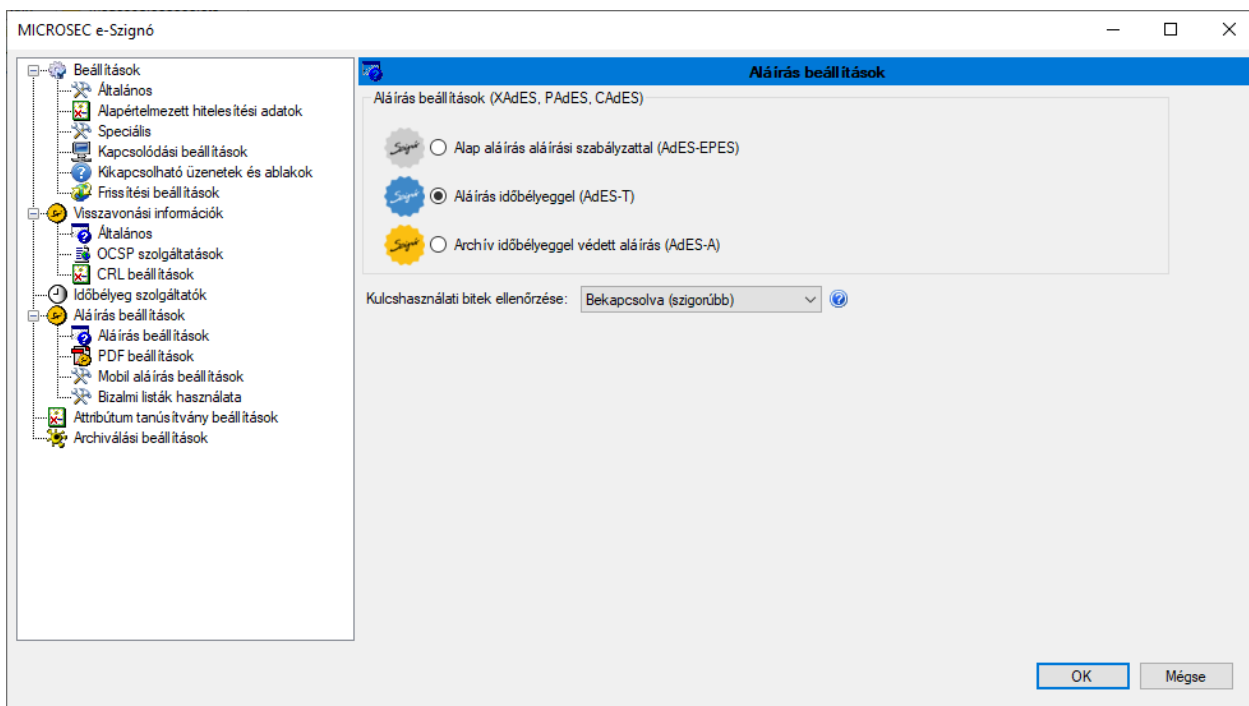 MICROSEC e-Szignó
Beállítások
Általános
Alapértelmezett hitelesítési adatok
Speciális
Kapcsolódási beállítások
Kikapcsolható üzenetek és ablakok
Frissítési beállítások
Visszavonási információk
Általános
OCSP szolgáltatások
CRL beállítások
Időbélyeg szolgáltatók
Aláírás beállítások
Aláírás beállítások
PDF beállítások
Mobil aláírás beállítások
Bizalmi listák használata
Attribútum tanúsítvány beállítások
Archiválási beállítások
Aláírás beállítások
Aláírás beállítások (XAdES, PAdES, CAdES)
Szignó Alap aláírás aláírási szabályzattal (AdES-EPES)
Szignó Aláírás időbélyeggel (AdES-T)
Szignó Archív időbélyeggel védett aláírás (AdES-A)
Kulcshasználati bitek ellenőrzése: Bekapcsolva (szigorúbb)
OK Mégse